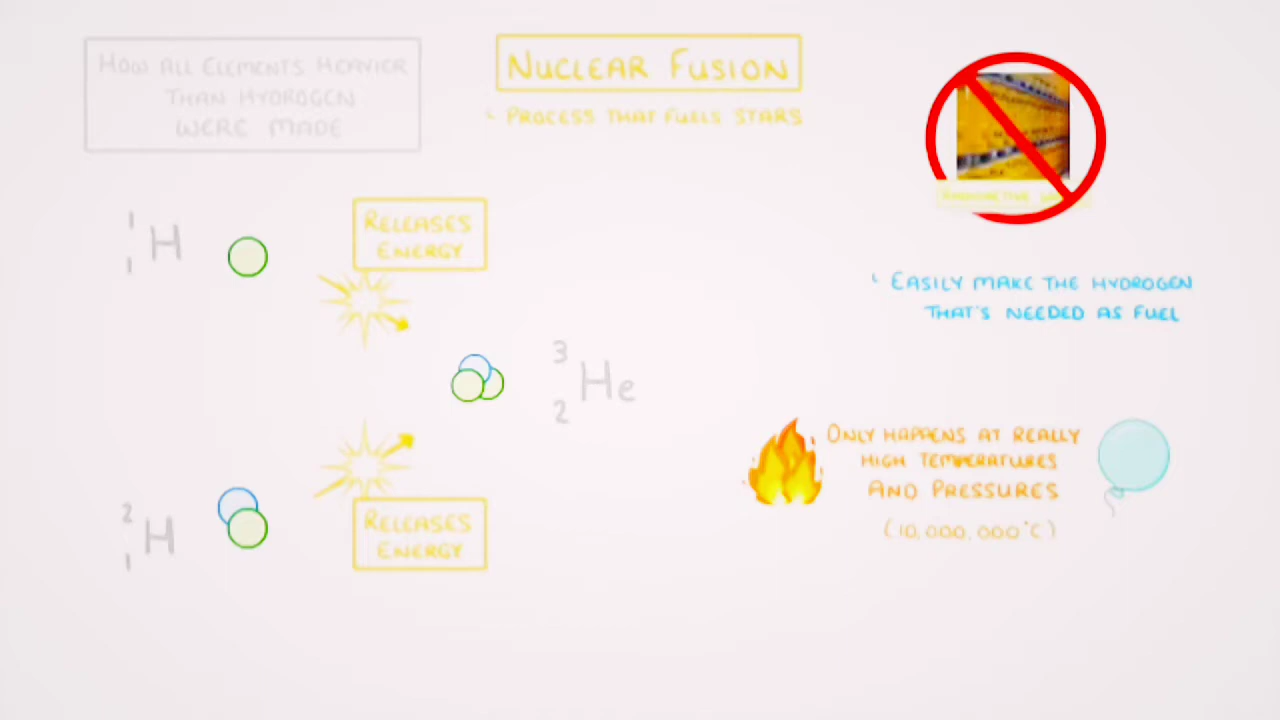 HOW ALL ELEMENTS HEAVIER
THAN HYDROGEN
WERE MADE
NUCLEAR FUSION
PROCESS THAT FUELS STARS
RADIOACTIVE
1
1
H
RELEASES
ENERGY
EASILY MAKE THE HYDROGEN
THAT'S NEEDED AS FUEL
3
2
He
ONLY HAPPENS AT REALLY
HIGH TEMPERATURES
AND PRESSURES
(10,000,000°C)
2
1
H
RELEASES
ENERGY